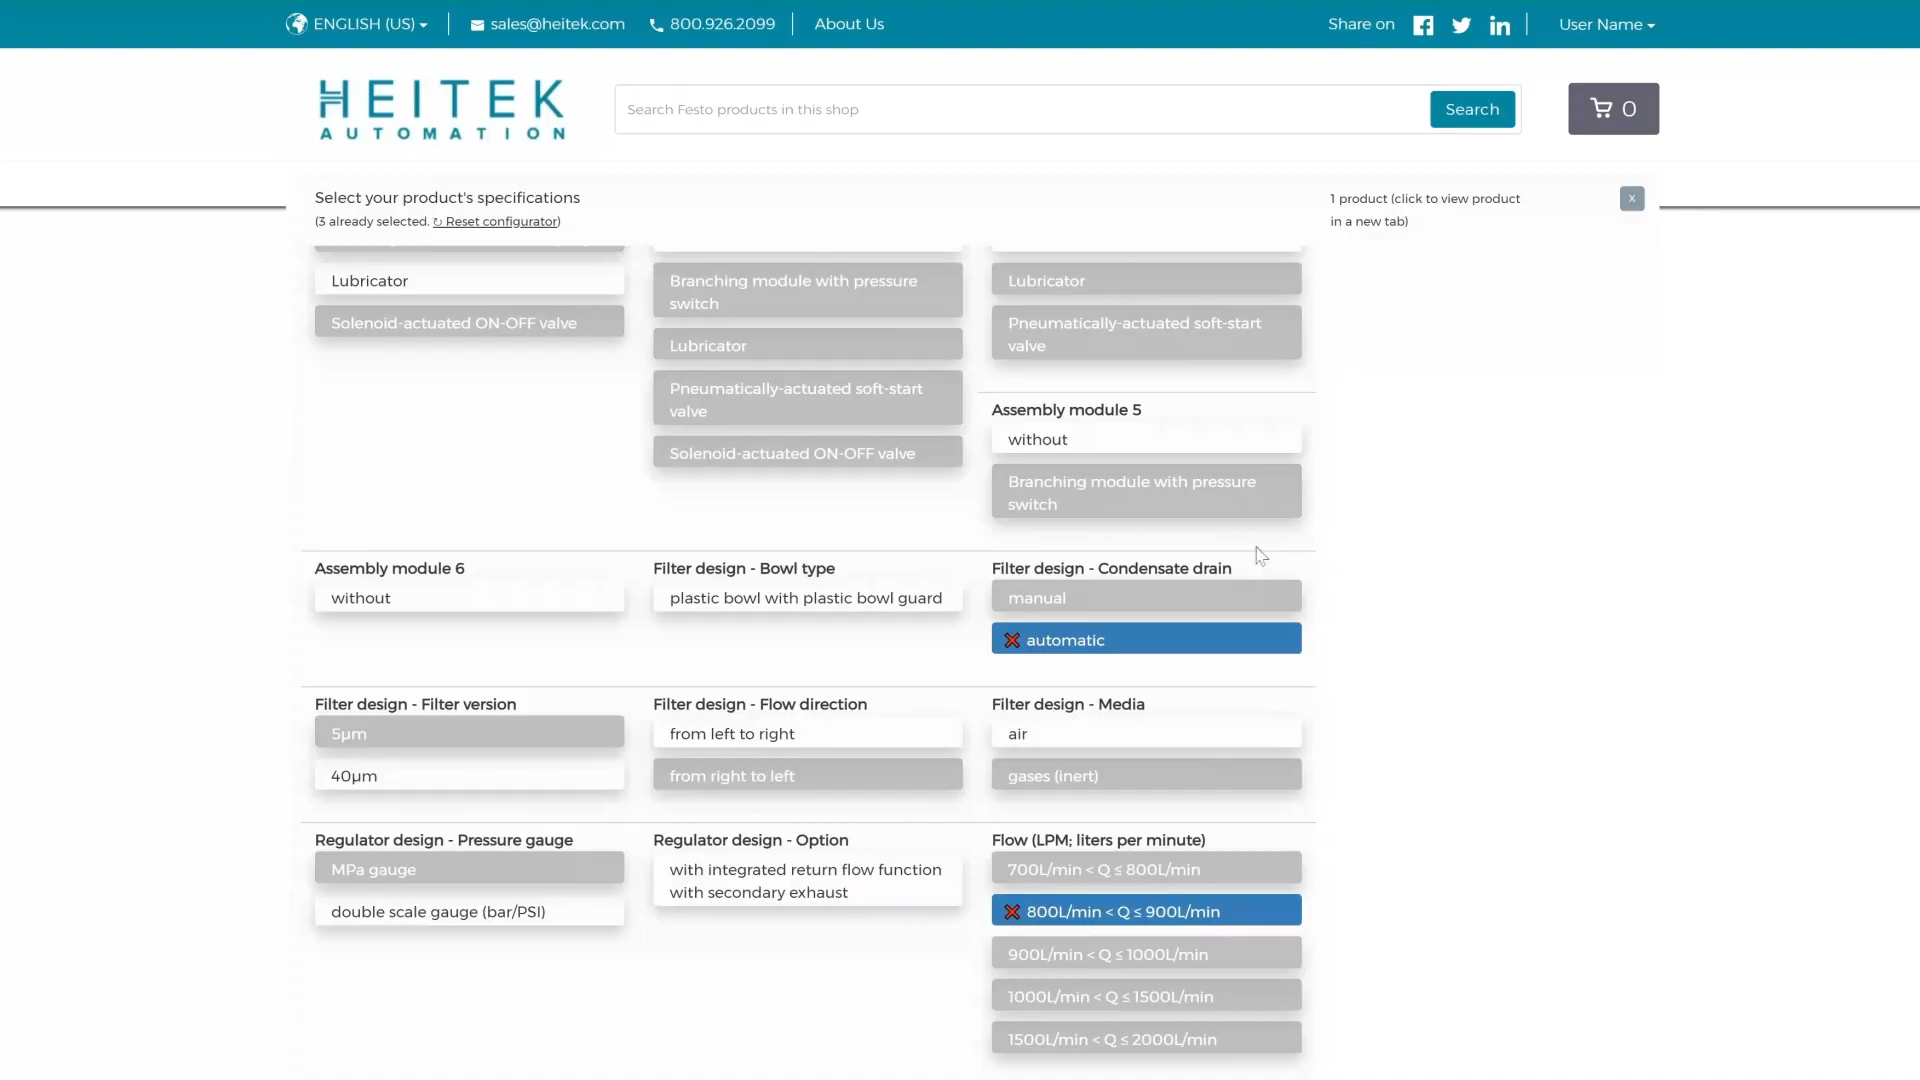 ENGLISH (US)
sales@heitek.com
800.926.2099
About Us
Share on
User Name
HEITEK
AUTOMATION
Search Festo products in this shop
Search
0
Select your product's specifications
(3 already selected. ↻ Reset configurator)
1 product (click to view product
in a new tab)
x
Lubricator
Solenoid-actuated ON-OFF valve
Branching module with pressure
switch
Lubricator
Pneumatically-actuated soft-start
valve
Solenoid-actuated ON-OFF valve
Lubricator
Pneumatically-actuated soft-start
valve
Assembly module 5
without
Branching module with pressure
switch
Assembly module 6
without
Filter design - Bowl type
plastic bowl with plastic bowl guard
Filter design - Condensate drain
manual
automatic
Filter design - Filter version
5µm
40µm
Filter design - Flow direction
from left to right
from right to left
Filter design - Media
air
gases (inert)
Regulator design - Pressure gauge
MPa gauge
double scale gauge (bar/PSI)
Regulator design - Option
with integrated return flow function
with secondary exhaust
Flow (LPM; liters per minute)
700L/min < Q ≤ 800L/min
800L/min < Q ≤ 900L/min
900L/min < Q ≤ 1000L/min
1000L/min < Q ≤ 1500L/min
1500L/min < Q ≤ 2000L/min